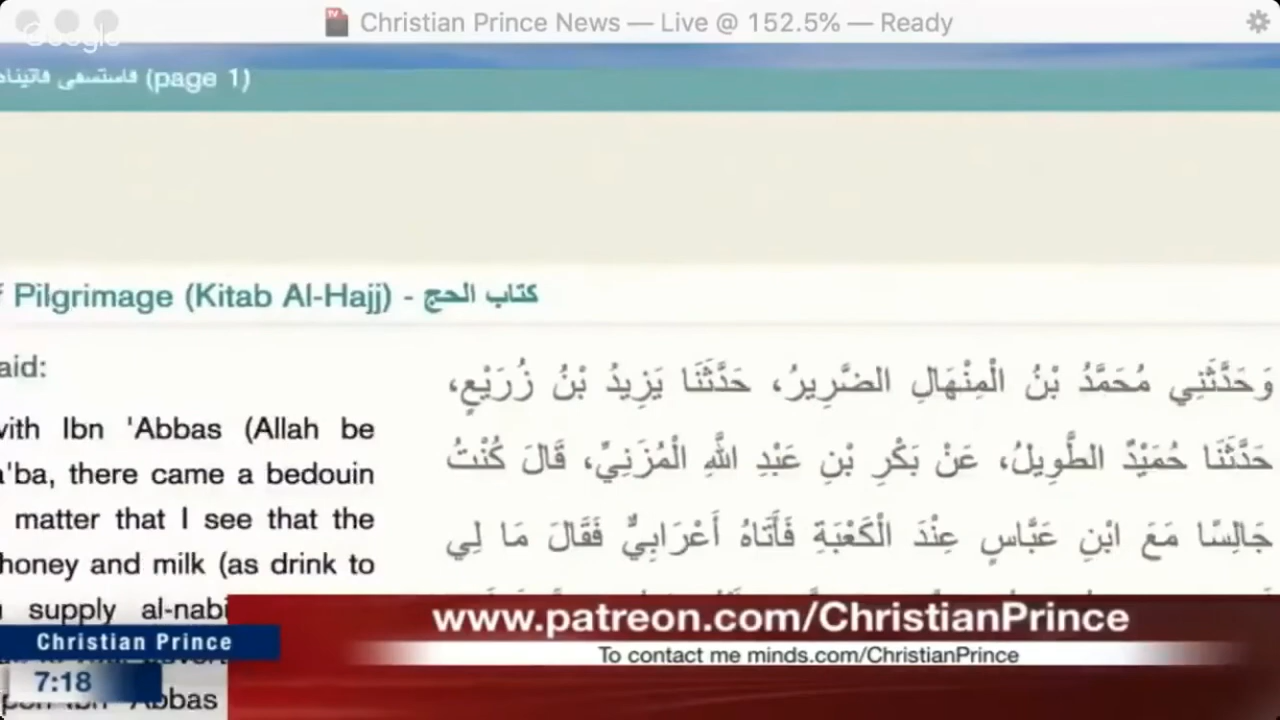 Christian Prince News — Live @ 152.5% — Ready
Google
فاستسقى فاتيناه (page 1)
Pilgrimage (Kitab Al-Hajj) - كتاب الحج
aid:
وَحَدَّثَنِي مُحَمَّدُ بْنُ الْمِنْهَالِ الضَّرِيرُ، حَدَّثَنَا يَزِيدُ بْنُ زُرَيْعٍ،
with Ibn 'Abbas (Allah be
حَدَّثَنَا حُمَيْدٌ الطَّوِيلُ، عَنْ بَكْرِ بْنِ عَبْدِ اللَّهِ الْمُزَنِيِّ، قَالَ كُنْتُ
a'ba, there came a bedouin
matter that I see that the
جَالِسًا مَعَ ابْنِ عَبَّاسٍ عِنْدَ الْكَعْبَةِ فَأَتَاهُ أَعْرَابِيٌّ فَقَالَ مَا لِي
honey and milk (as drink to
supply al-nabi
www.patreon.com/ChristianPrince
Christian Prince
To contact me minds.com/ChristianPrince
7:18
Abbas